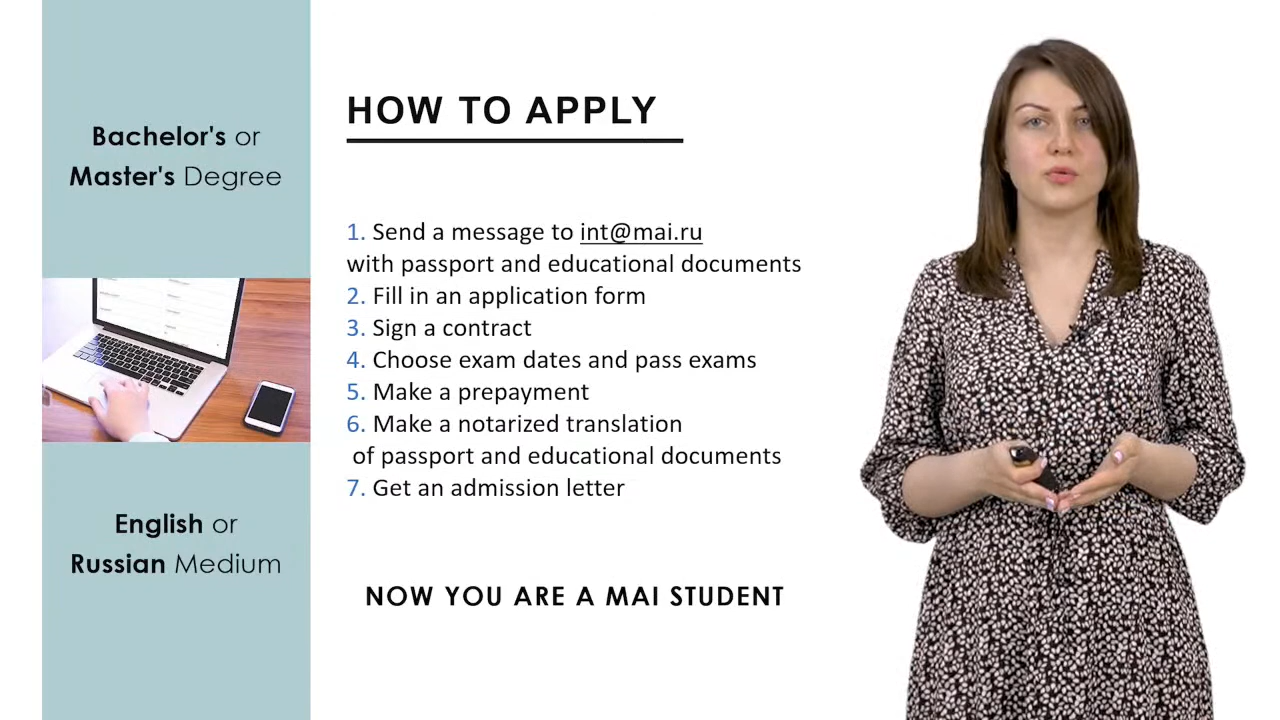 Bachelor's or
Master's Degree
HOW TO APPLY
1. Send a message to int@mai.ru
with passport and educational documents
2. Fill in an application form
3. Sign a contract
4. Choose exam dates and pass exams
5. Make a prepayment
6. Make a notarized translation
of passport and educational documents
7. Get an admission letter
English or
Russian Medium
NOW YOU ARE A MAI STUDENT